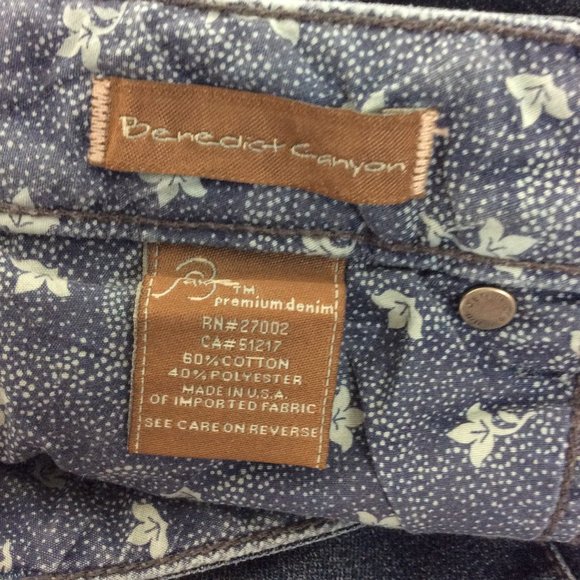 Benedict Canyon
TM
premium denim
RN#27002
CA#51217
60% COTTON
40% POLYESTER
MADE IN U.S.A.
OF IMPORTED FABRIC
SEE CARE ON REVERSE